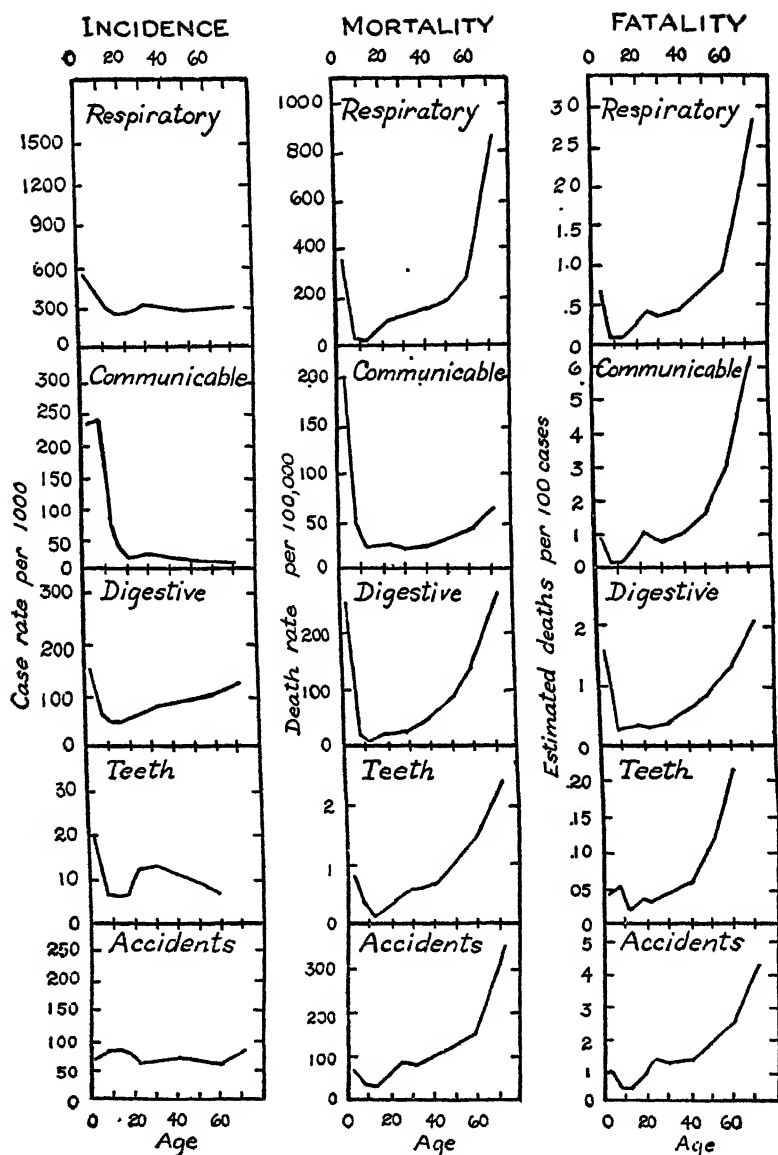 INCIDENCE
0 20 40 60
Respiratory
1500
1200
900
600
300
0
Communicable
300
250
200
150
100
50
0
Digestive
300
200
100
0
Teeth
30
20
10
0
Accidents
250
200
150
100
50
0
0 20 40 60
Age
Case rate per 1000
MORTALITY
0 20 40 60
Respiratory
1000
800
600
400
200
0
Communicable
200
150
100
50
0
Digestive
200
100
0
Teeth
2
1
0
Accidents
300
200
100
0
0 20 40 60
Age
Death rate per 100,000
FATALITY
0 20 40 60
Respiratory
3.0
2.5
2.0
1.5
1.0
.5
0
Communicable
6
5
4
3
2
1
0
Digestive
2
1
0
Teeth
.20
.15
.10
.05
0
Accidents
5
4
3
2
1
0
0 20 40 60
Age
Estimated deaths per 100 cases